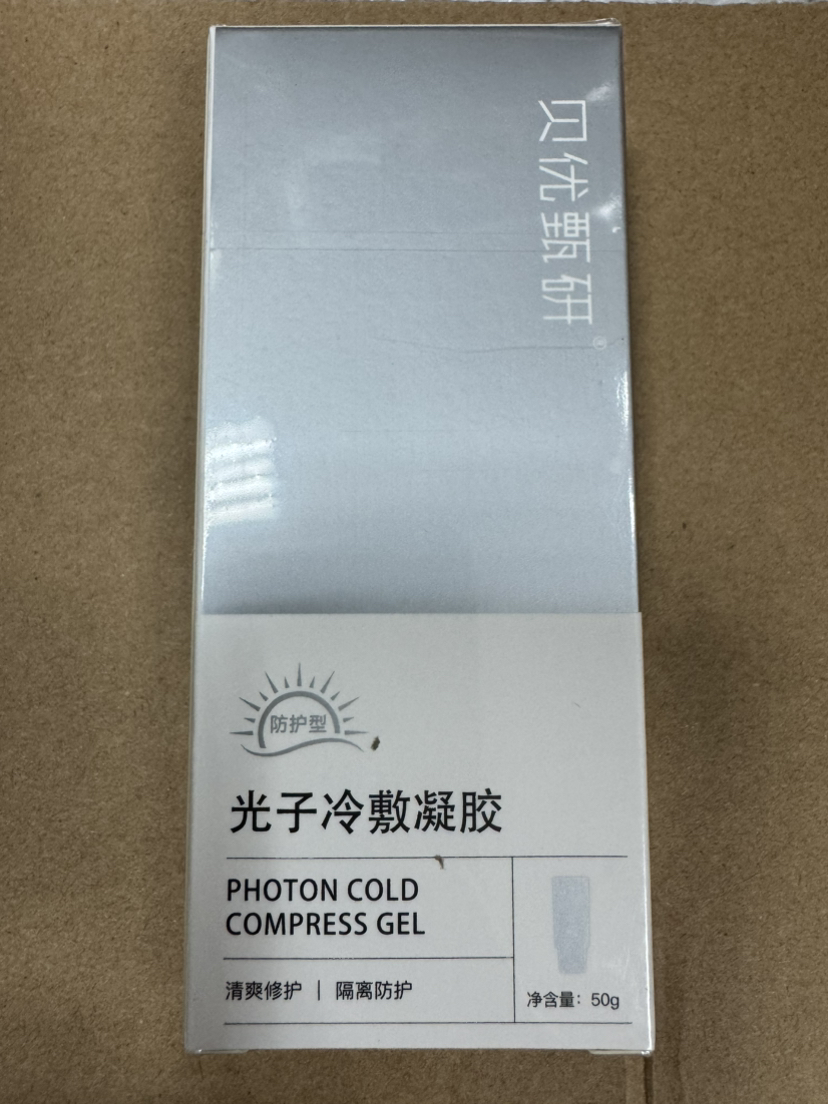 贝优甄研®
防护型
光子冷敷凝胶
PHOTON COLD
COMPRESS GEL
清爽修护 | 隔离防护
净含量：50g